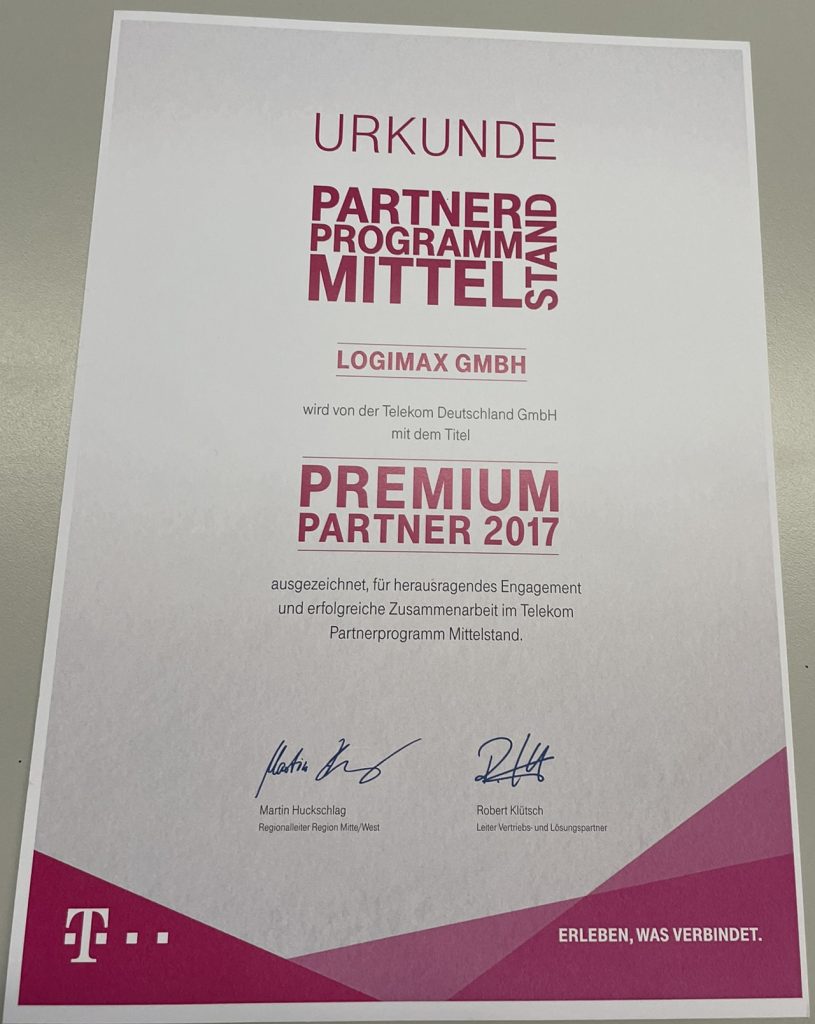 URKUNDE
PARTNER
PROGRAMM
MITTEL
STAND
LOGIMAX GMBH
wird von der Telekom Deutschland GmbH
mit dem Titel
PREMIUM
PARTNER 2017
ausgezeichnet, für herausragendes Engagement
und erfolgreiche Zusammenarbeit im Telekom
Partnerprogramm Mittelstand.
Martin Huckschlag
Regionalleiter Region Mitte/West
Robert Klütsch
Leiter Vertriebs- und Lösungspartner
T
ERLEBEN, WAS VERBINDET.